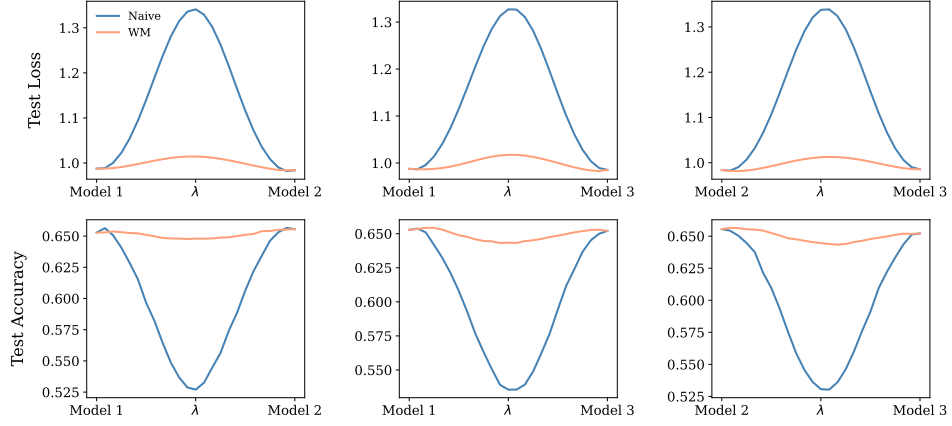 Test Loss
1.3
1.2
1.1
1.0
Naive
WM
Model 1 λ Model 2
1.3
1.2
1.1
1.0
Model 1 λ Model 3
1.3
1.2
1.1
1.0
Model 2 λ Model 3
Test Accuracy
0.650
0.625
0.600
0.575
0.550
0.525
Model 1 λ Model 2
0.650
0.625
0.600
0.575
0.550
Model 1 λ Model 3
0.650
0.625
0.600
0.575
0.550
0.525
Model 2 λ Model 3